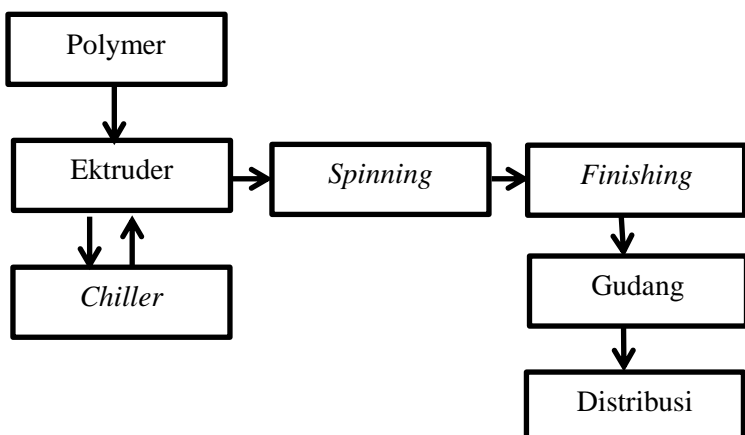 Polymer
Ektruder
Spinning
Finishing
Chiller
Gudang
Distribusi